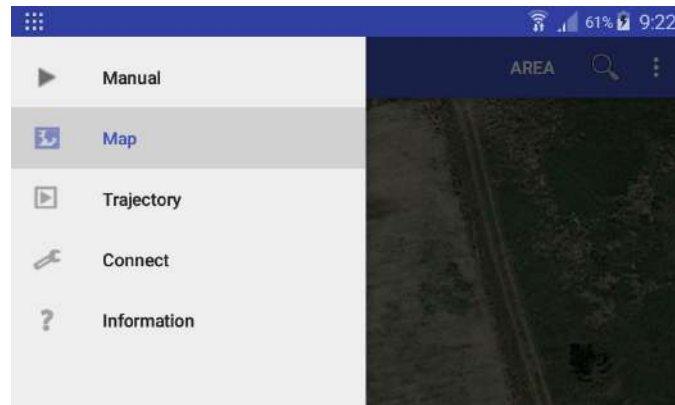 61% 9:22
AREA
Manual
Map
Trajectory
Connect
Information